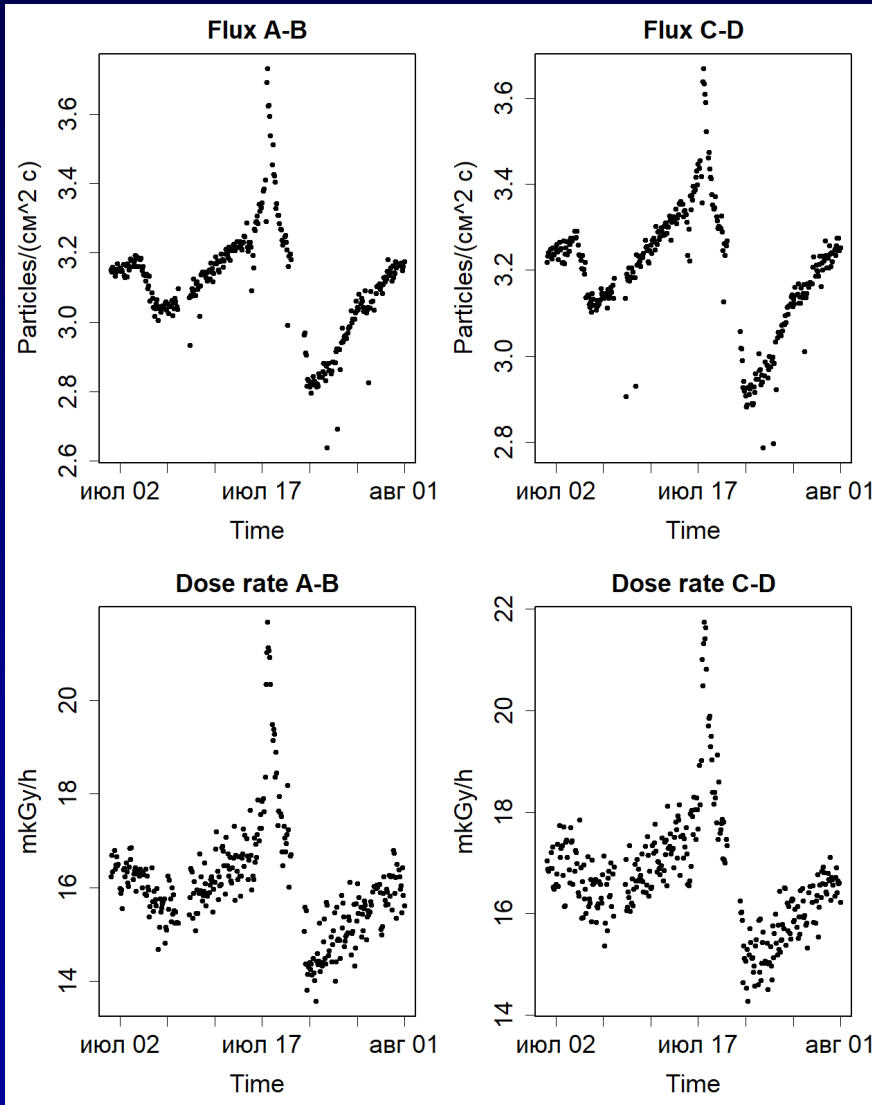 Flux A-B
Particles/(см^2 с)
3.6
3.4
3.2
3.0
2.8
2.6
июл 02 июл 17 авг 01
Time
Flux C-D
Particles/(см^2 с)
3.6
3.4
3.2
3.0
2.8
июл 02 июл 17 авг 01
Time
Dose rate A-B
mkGy/h
20
18
16
14
июл 02 июл 17 авг 01
Time
Dose rate C-D
mkGy/h
22
20
18
16
14
июл 02 июл 17 авг 01
Time